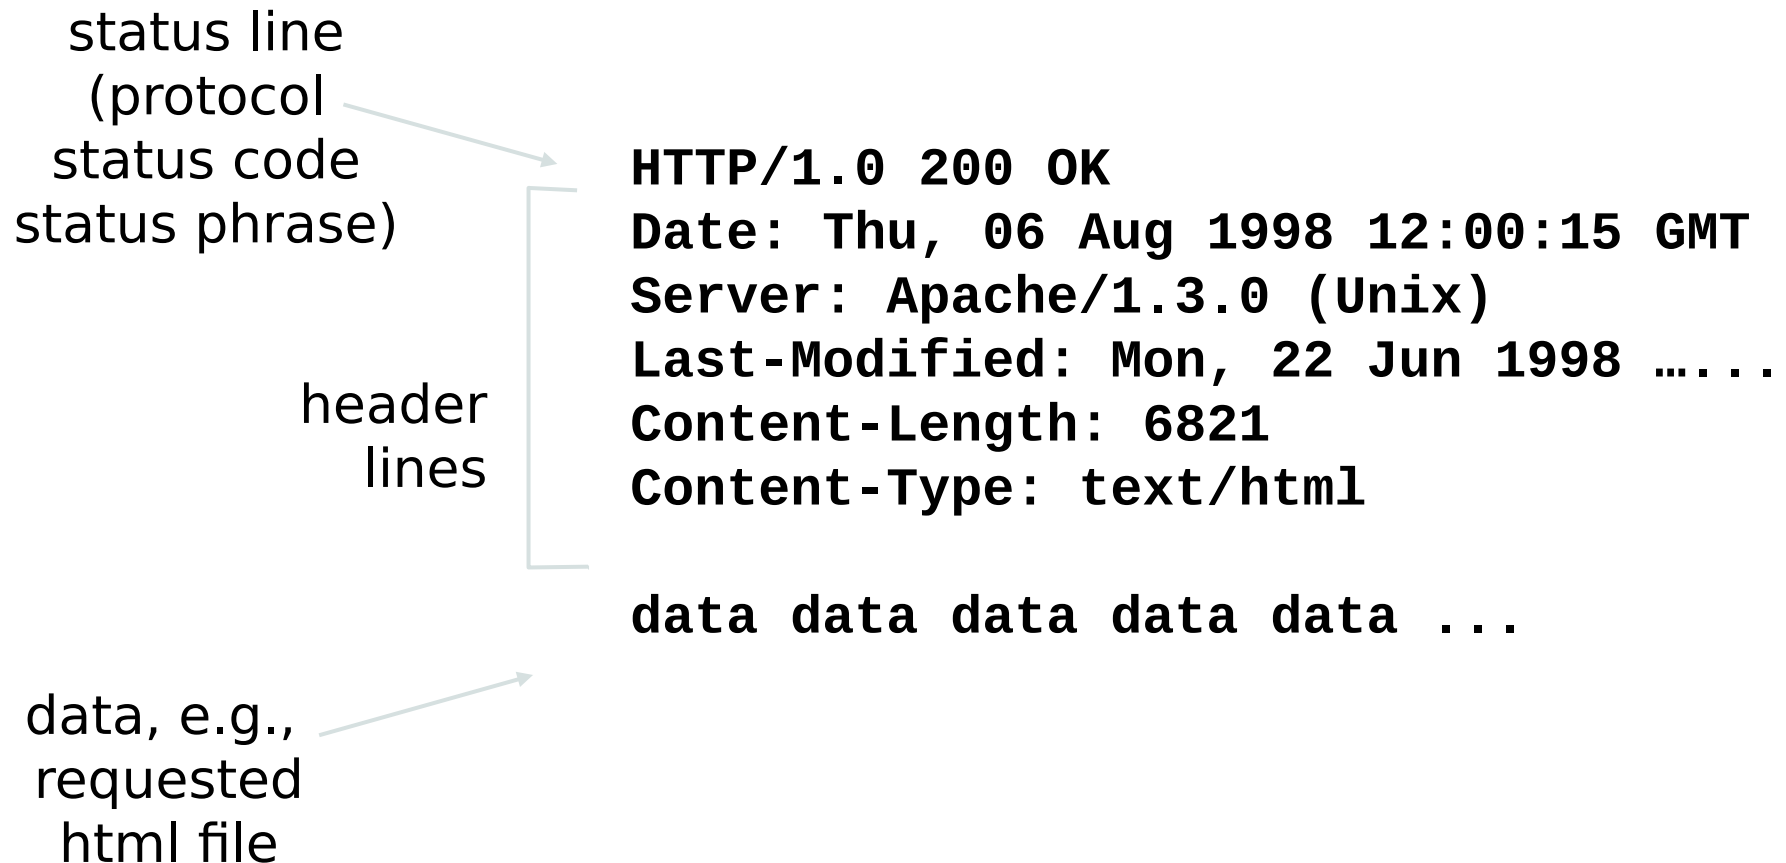 status line
(protocol
status code
status phrase)
HTTP/1.0 200 OK
Date: Thu, 06 Aug 1998 12:00:15 GMT
Server: Apache/1.3.0 (Unix)
Last-Modified: Mon, 22 Jun 1998 …...
Content-Length: 6821
Content-Type: text/html
header
lines
data data data data data ...
data, e.g.,
requested
html file